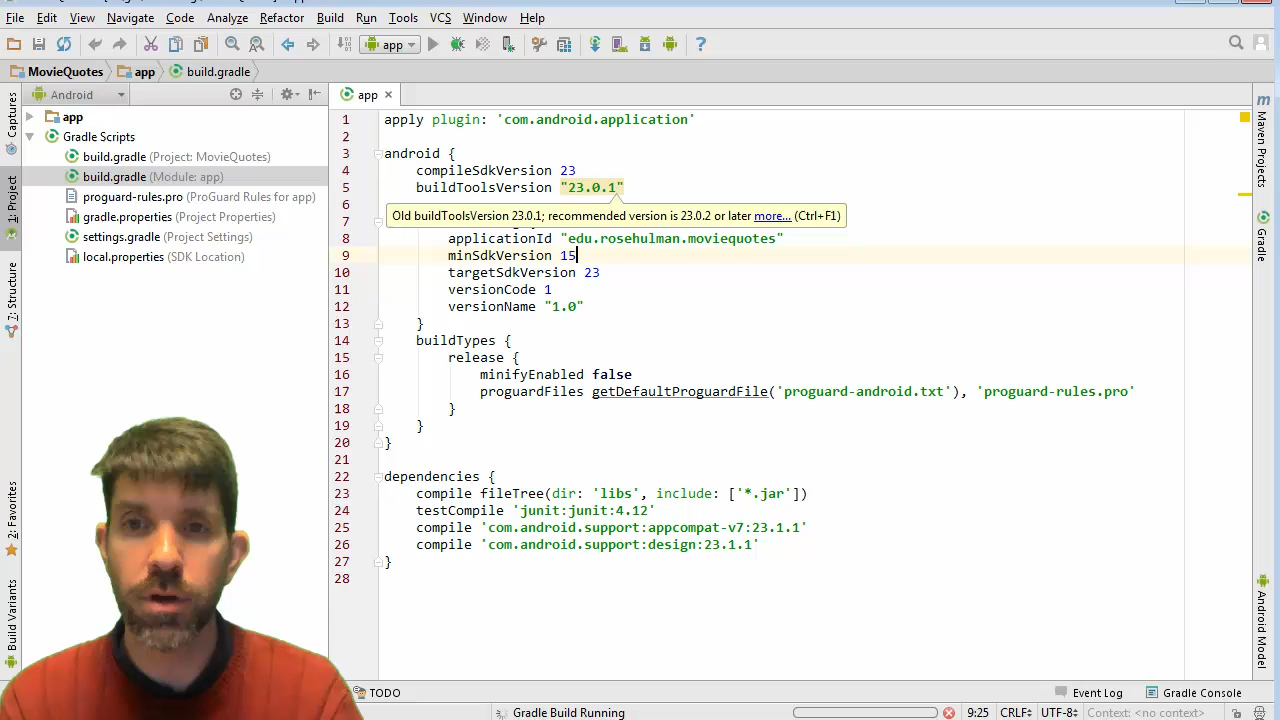 File Edit View Navigate Code Analyze Refactor Build Run Tools VCS Window Help
app
MovieQuotes app build.gradle
Captures
1: Project
7: Structure
2: Favorites
Build Variants
Android
app
Gradle Scripts
build.gradle (Project: MovieQuotes)
build.gradle (Module: app)
proguard-rules.pro (ProGuard Rules for app)
gradle.properties (Project Properties)
settings.gradle (Project Settings)
local.properties (SDK Location)
app
1 apply plugin: 'com.android.application'
2
3 android {
4 compileSdkVersion 23
5 buildToolsVersion "23.0.1"
6
Old buildToolsVersion 23.0.1; recommended version is 23.0.2 or later more... (Ctrl+F1)
7
8 applicationId "edu.rosehulman.moviequotes"
9 minSdkVersion 15
10 targetSdkVersion 23
11 versionCode 1
12 versionName "1.0"
13 }
14 buildTypes {
15 release {
16 minifyEnabled false
17 proguardFiles getDefaultProguardFile('proguard-android.txt'), 'proguard-rules.pro'
18 }
19 }
20 }
21
22 dependencies {
23 compile fileTree(dir: 'libs', include: ['*.jar'])
24 testCompile 'junit:junit:4.12'
25 compile 'com.android.support:appcompat-v7:23.1.1'
26 compile 'com.android.support:design:23.1.1'
27 }
28
Maven Projects
Gradle
Android Model
TODO Event Log Gradle Console
Gradle Build Running 9:25 CRLF UTF-8 Context: <no context>